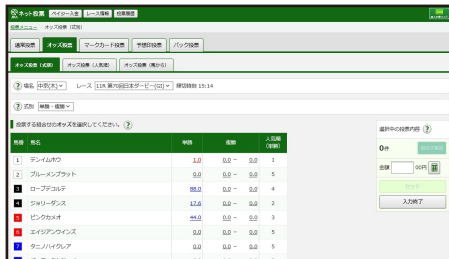 ネット投票 ペイジー入金 レース情報 投票履歴
投票メニュー オッズ投票（式別）
通常投票 オッズ投票 マークカード投票 予想印投票 パック投票
オッズ投票（式別） オッズ投票（人気順） オッズ投票（馬から）
? 場名 中京(木) レース 11R 第70回日本ダービー(GI) 締切時刻 15:14
? 式別 単勝・複勝
投票する組合せのオッズを選択してください。 ?
馬番 馬名 単勝 複勝 人気順(単勝)
1 テンイムホウ 1.0 0.0 - 0.0 1
2 ブルーメンブラット 0.0 0.0 - 0.0 5
3 ローブデコルテ 88.0 0.0 - 0.0 4
4 ジョリーダンス 17.6 0.0 - 0.0 2
5 ピンクカメオ 44.0 0.0 - 0.0 3
6 エイジアンウインズ 0.0 0.0 - 0.0 5
7 タニノハイクレア 0.0 0.0 - 0.0 5
選択中の投票内容 ?
0件
金額 00円
セット
入力終了